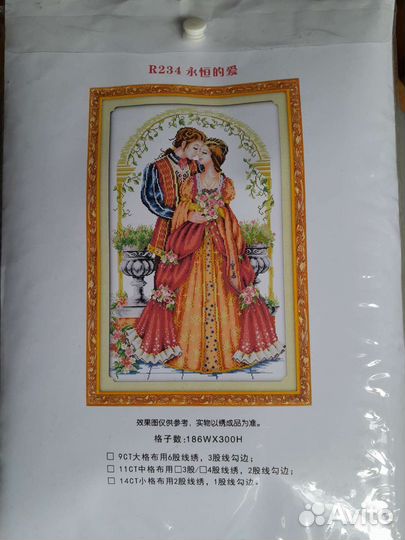 R234 永恒的爱
效果图仅供参考，实物以绣成品为准。
格子数:186WX300H
□ 9CT大格布用6股线绣，3股线勾边；
□ 11CT中格布用□3股/□4股线绣，2股线勾边；
□ 14CT小格布用2股线绣，1股线勾边。
Avito